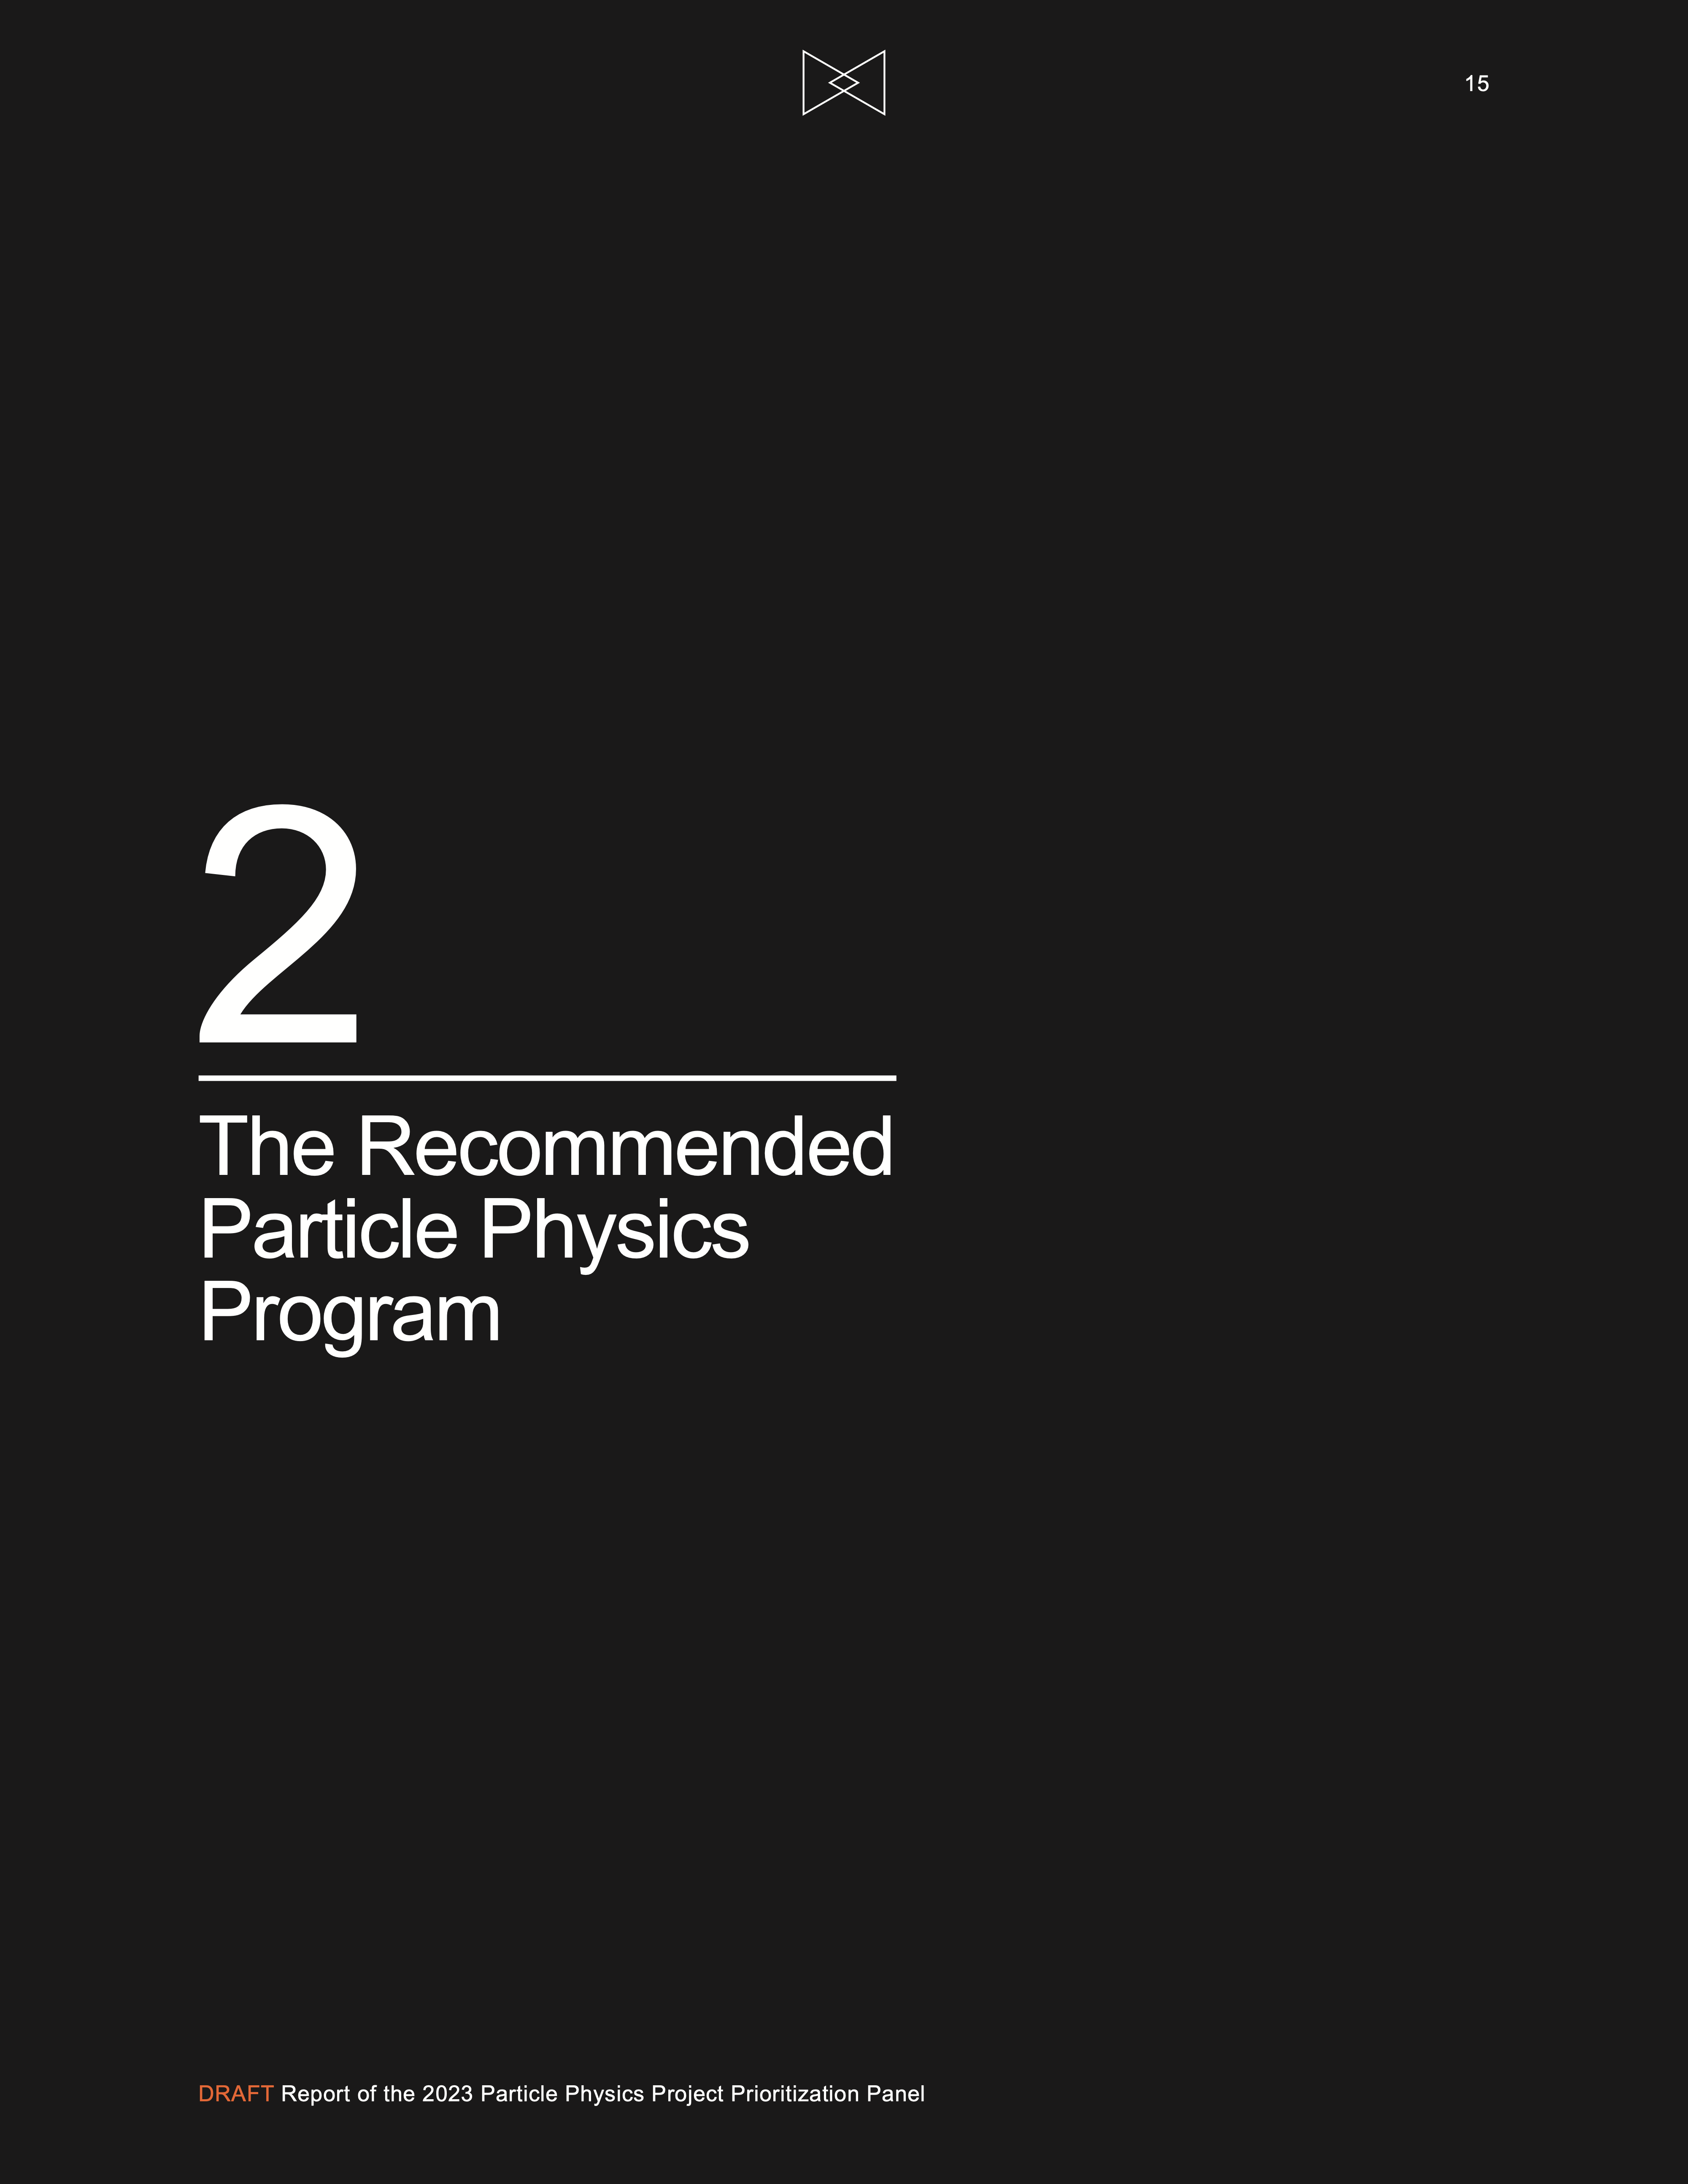 15
2
The Recommended
Particle Physics
Program
DRAFT Report of the 2023 Particle Physics Project Prioritization Panel